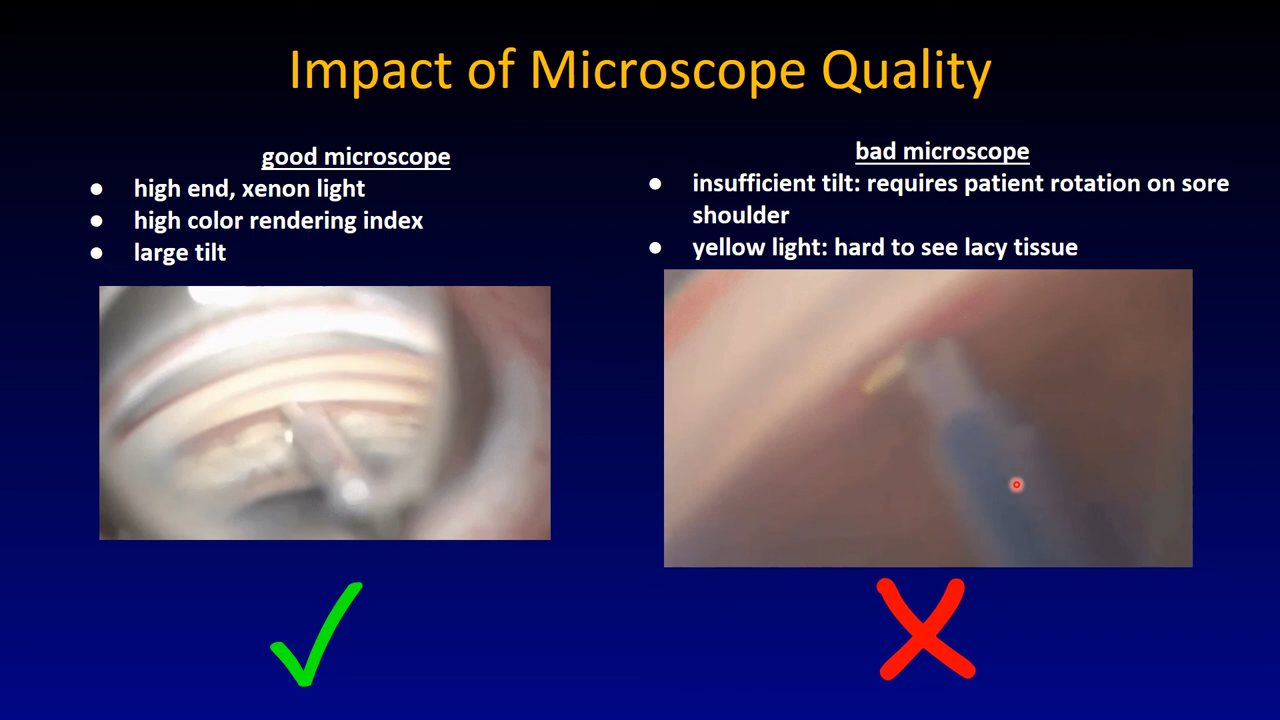 Impact of Microscope Quality
good microscope
● high end, xenon light
● high color rendering index
● large tilt
bad microscope
● insufficient tilt: requires patient rotation on sore
shoulder
● yellow light: hard to see lacy tissue